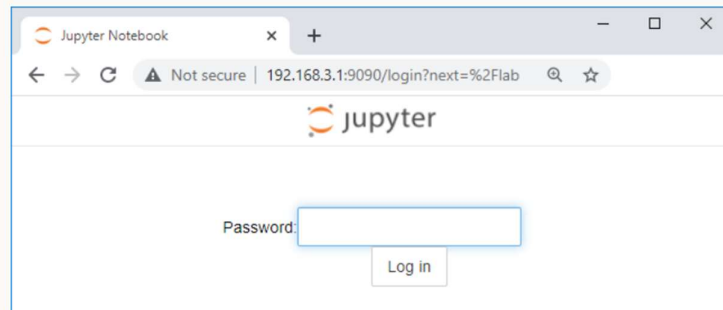 Jupyter Notebook
Not secure | 192.168.3.1:9090/login?next=%2Flab
jupyter
Password:
Log in